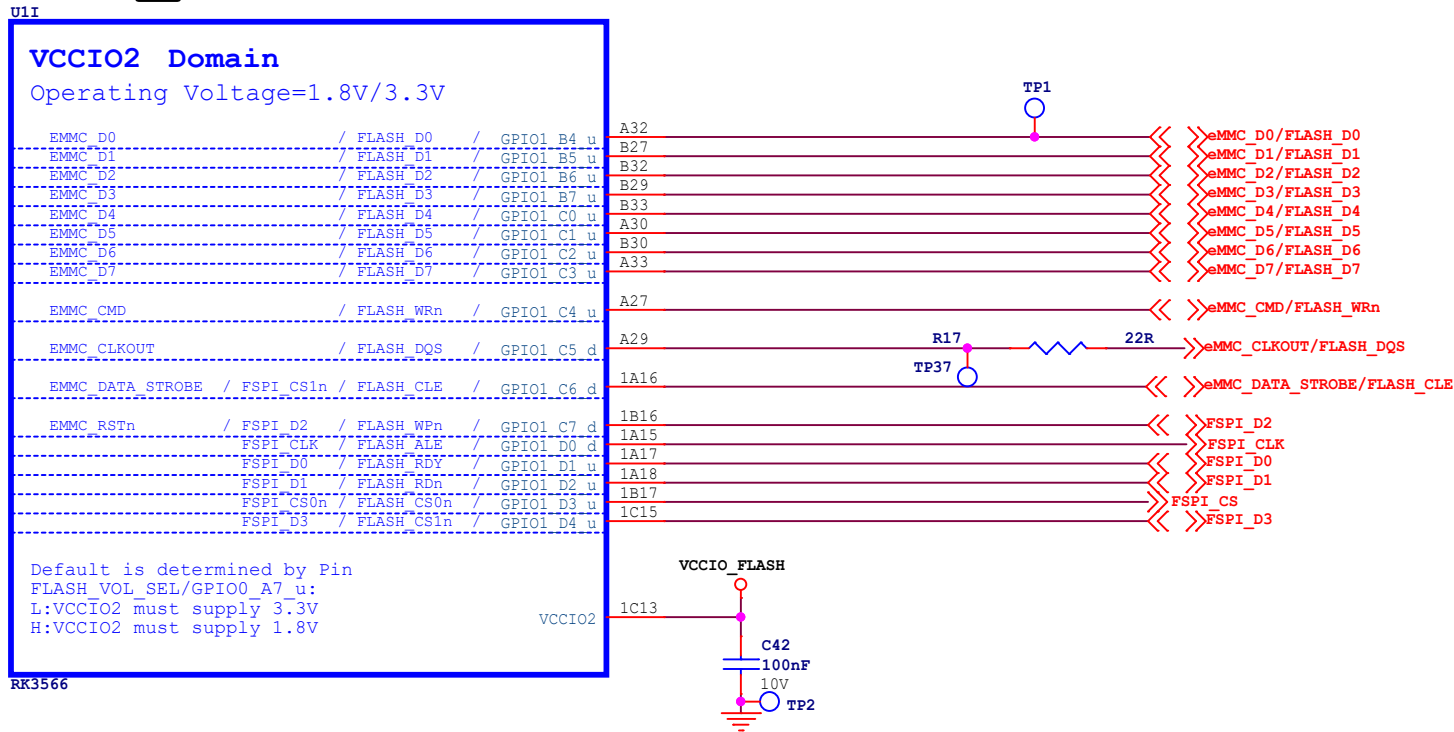 U1I
VCCIO2 Domain
Operating Voltage=1.8V/3.3V
TP1
EMMC_D0 / FLASH_D0 / GPIO1_B4_u A32 eMMC_D0/FLASH_D0
EMMC_D1 / FLASH_D1 / GPIO1_B5_u B27 eMMC_D1/FLASH_D1
EMMC_D2 / FLASH_D2 / GPIO1_B6_u B32 eMMC_D2/FLASH_D2
EMMC_D3 / FLASH_D3 / GPIO1_B7_u B29 eMMC_D3/FLASH_D3
EMMC_D4 / FLASH_D4 / GPIO1_C0_u B33 eMMC_D4/FLASH_D4
EMMC_D5 / FLASH_D5 / GPIO1_C1_u A30 eMMC_D5/FLASH_D5
EMMC_D6 / FLASH_D6 / GPIO1_C2_u B30 eMMC_D6/FLASH_D6
EMMC_D7 / FLASH_D7 / GPIO1_C3_u A33 eMMC_D7/FLASH_D7
EMMC_CMD / FLASH_WRn / GPIO1_C4_u A27 eMMC_CMD/FLASH_WRn
EMMC_CLKOUT / FLASH_DQS / GPIO1_C5_d A29 R17 22R eMMC_CLKOUT/FLASH_DQS
TP37
EMMC_DATA_STROBE / FSPI_CS1n / FLASH_CLE / GPIO1_C6_d 1A16 eMMC_DATA_STROBE/FLASH_CLE
EMMC_RSTn / FSPI_D2 / FLASH_WPn / GPIO1_C7_d 1B16 FSPI_D2
FSPI_CLK / FLASH_ALE / GPIO1_D0_d 1A15 FSPI_CLK
FSPI_D0 / FLASH_RDY / GPIO1_D1_u 1A17 FSPI_D0
FSPI_D1 / FLASH_RDn / GPIO1_D2_u 1A18 FSPI_D1
FSPI_CS0n / FLASH_CS0n / GPIO1_D3_u 1B17 FSPI_CS
FSPI_D3 / FLASH_CS1n / GPIO1_D4_u 1C15 FSPI_D3
Default is determined by Pin
FLASH_VOL_SEL/GPIO0_A7_u:
L:VCCIO2 must supply 3.3V
H:VCCIO2 must supply 1.8V
VCCIO_FLASH
VCCIO2 1C13
C42
100nF
10V
TP2
RK3566